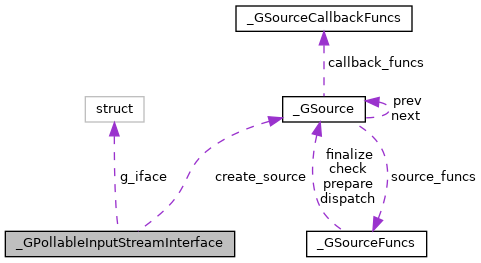 _GSourceCallbackFuncs
callback_funcs
struct
_GSource
prev
next
g_iface
create_source
finalize
check
prepare
dispatch
source_funcs
_GPollableInputStreamInterface
_GSourceFuncs